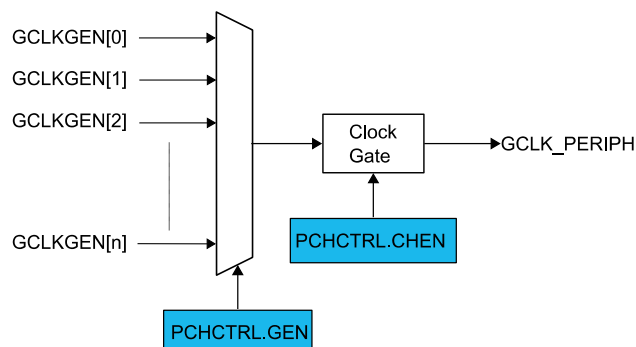 GCLKGEN[0]
GCLKGEN[1]
GCLKGEN[2]
GCLKGEN[n]
Clock
Gate
GCLK_PERIPH
PCHCTRL.CHEN
PCHCTRL.GEN